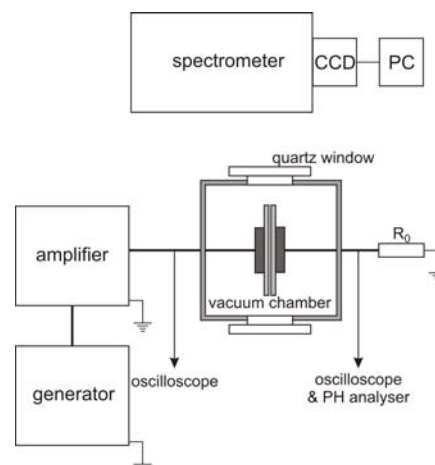 spectrometer
CCD
PC
quartz window
amplifier
R₀
vacuum chamber
oscilloscope
oscilloscope
& PH analyser
generator